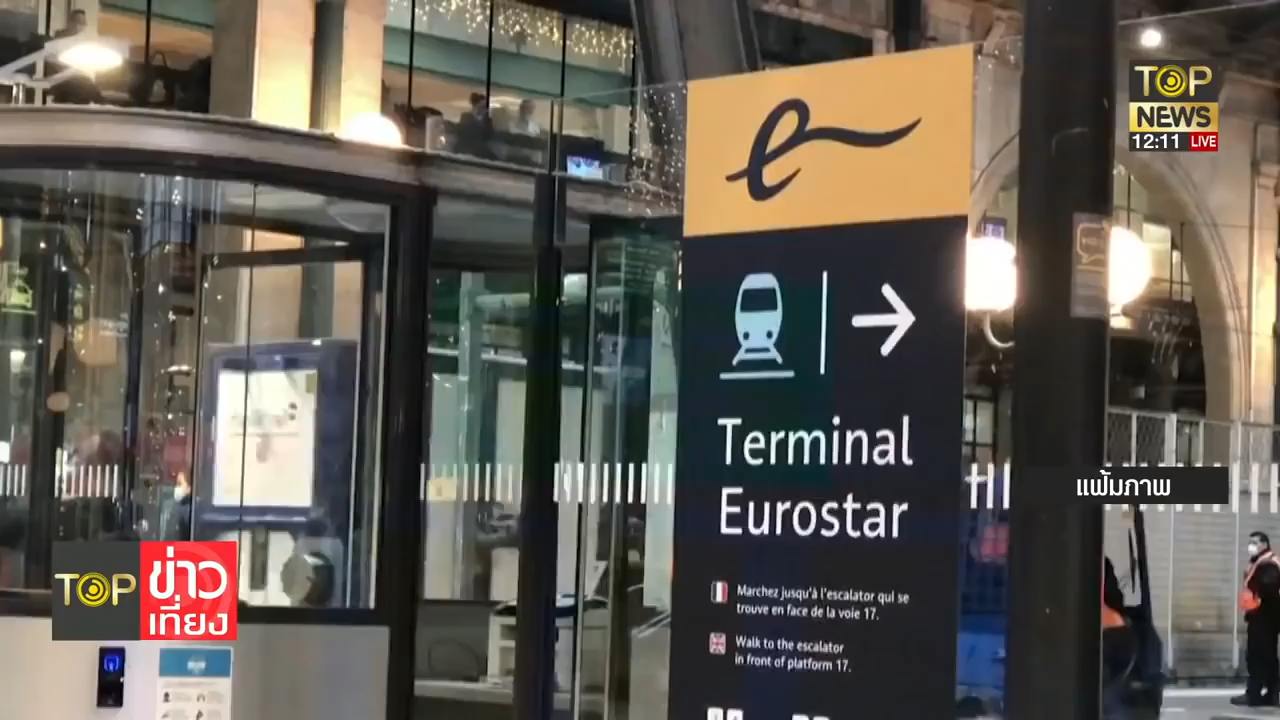 TOP
NEWS
12:11 LIVE
e
Terminal
Eurostar
แฟ้มภาพ
Marchez jusqu'à l'escalator qui se
trouve en face de la voie 17.
Walk to the escalator
in front of platform 17.
TOP ข่าว
เที่ยง